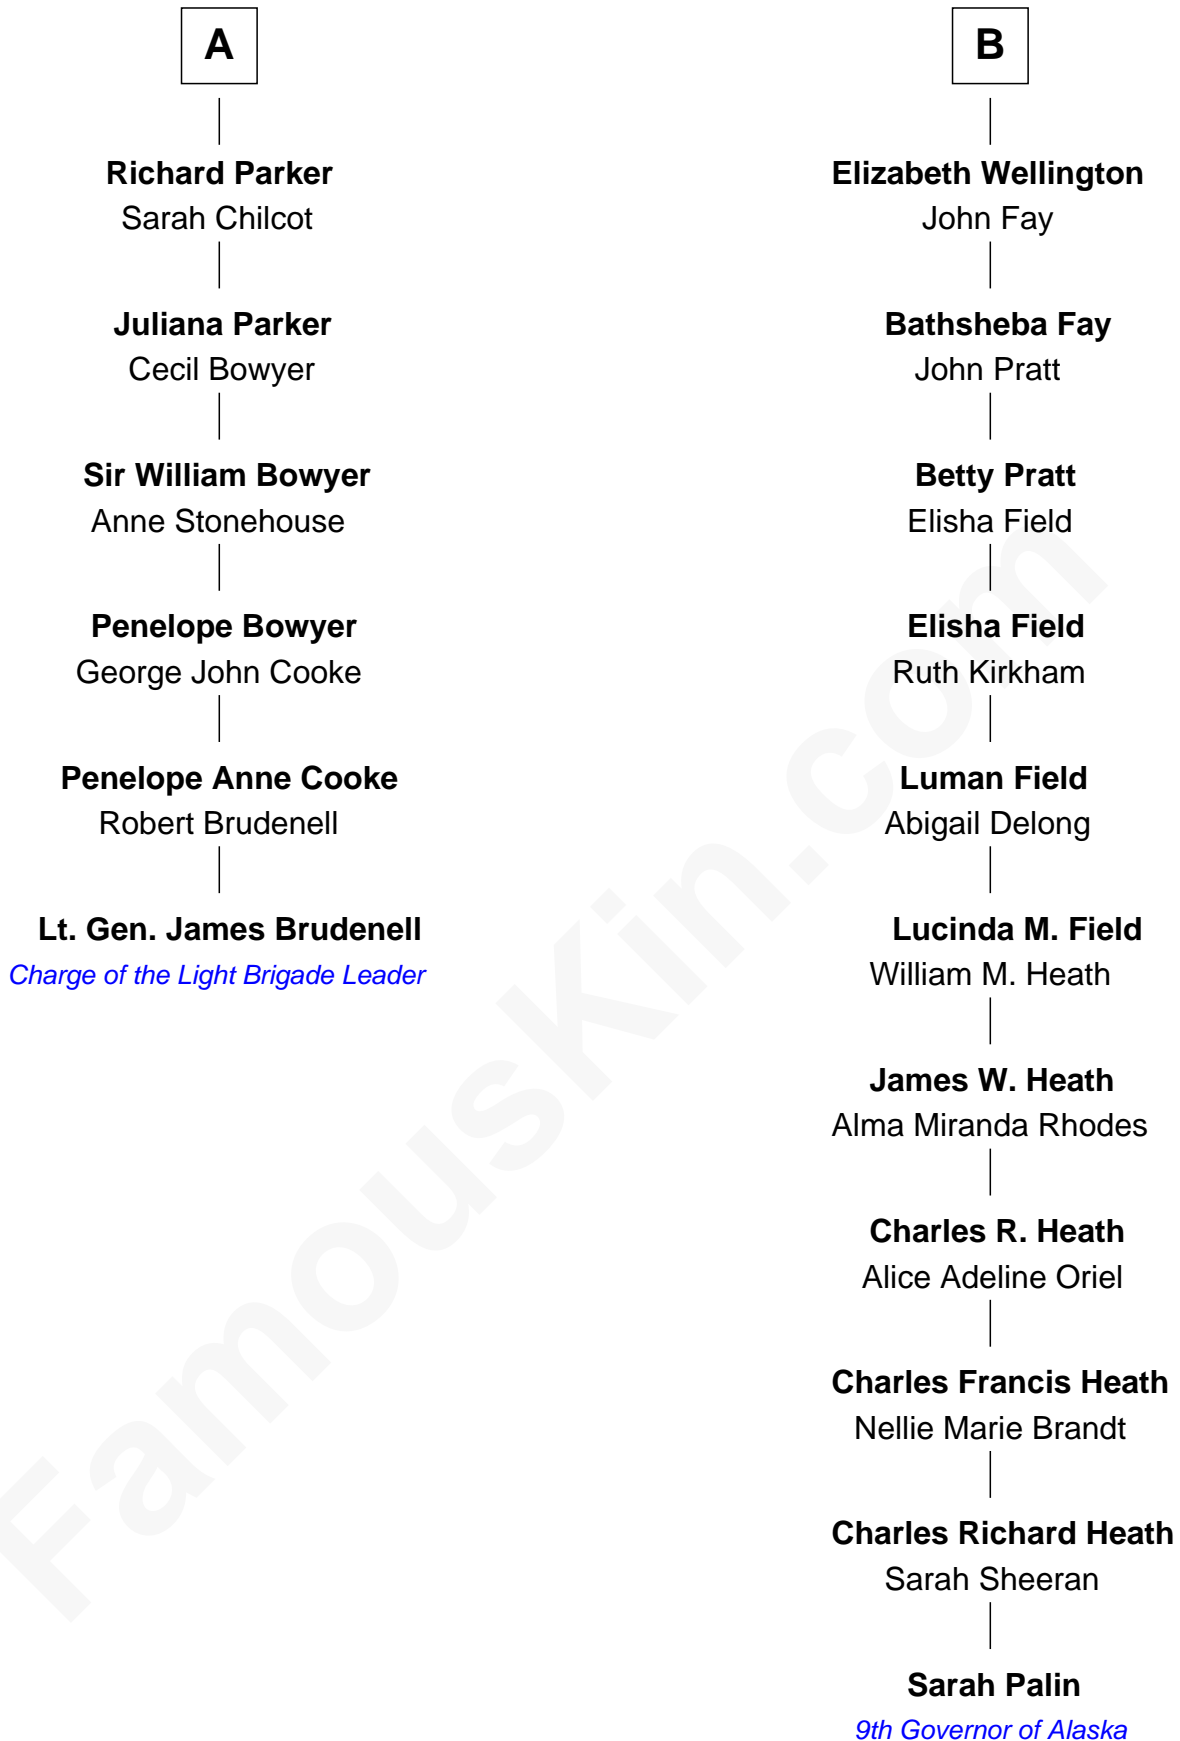 A
Richard Parker
Sarah Chilcot
Juliana Parker
Cecil Bowyer
Sir William Bowyer
Anne Stonehouse
Penelope Bowyer
George John Cooke
Penelope Anne Cooke
Robert Brudenell
Lt. Gen. James Brudenell
Charge of the Light Brigade Leader
B
Elizabeth Wellington
John Fay
Bathsheba Fay
John Pratt
Betty Pratt
Elisha Field
Elisha Field
Ruth Kirkham
Luman Field
Abigail Delong
Lucinda M. Field
William M. Heath
James W. Heath
Alma Miranda Rhodes
Charles R. Heath
Alice Adeline Oriel
Charles Francis Heath
Nellie Marie Brandt
Charles Richard Heath
Sarah Sheeran
Sarah Palin
9th Governor of Alaska
FamousKin.com